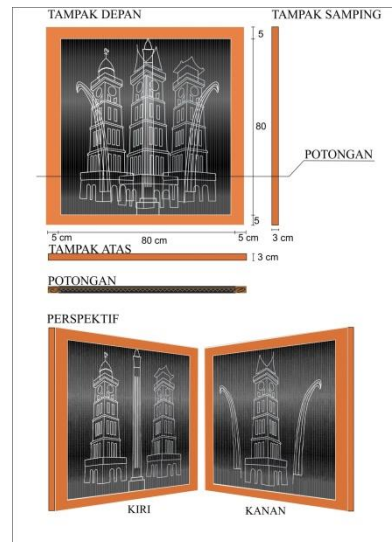 TAMPAK DEPAN
TAMPAK SAMPING
5
80
POTONGAN
5
5 cm
80 cm
5 cm
3 cm
TAMPAK ATAS
3 cm
POTONGAN
PERSPEKTIF
KIRI
KANAN